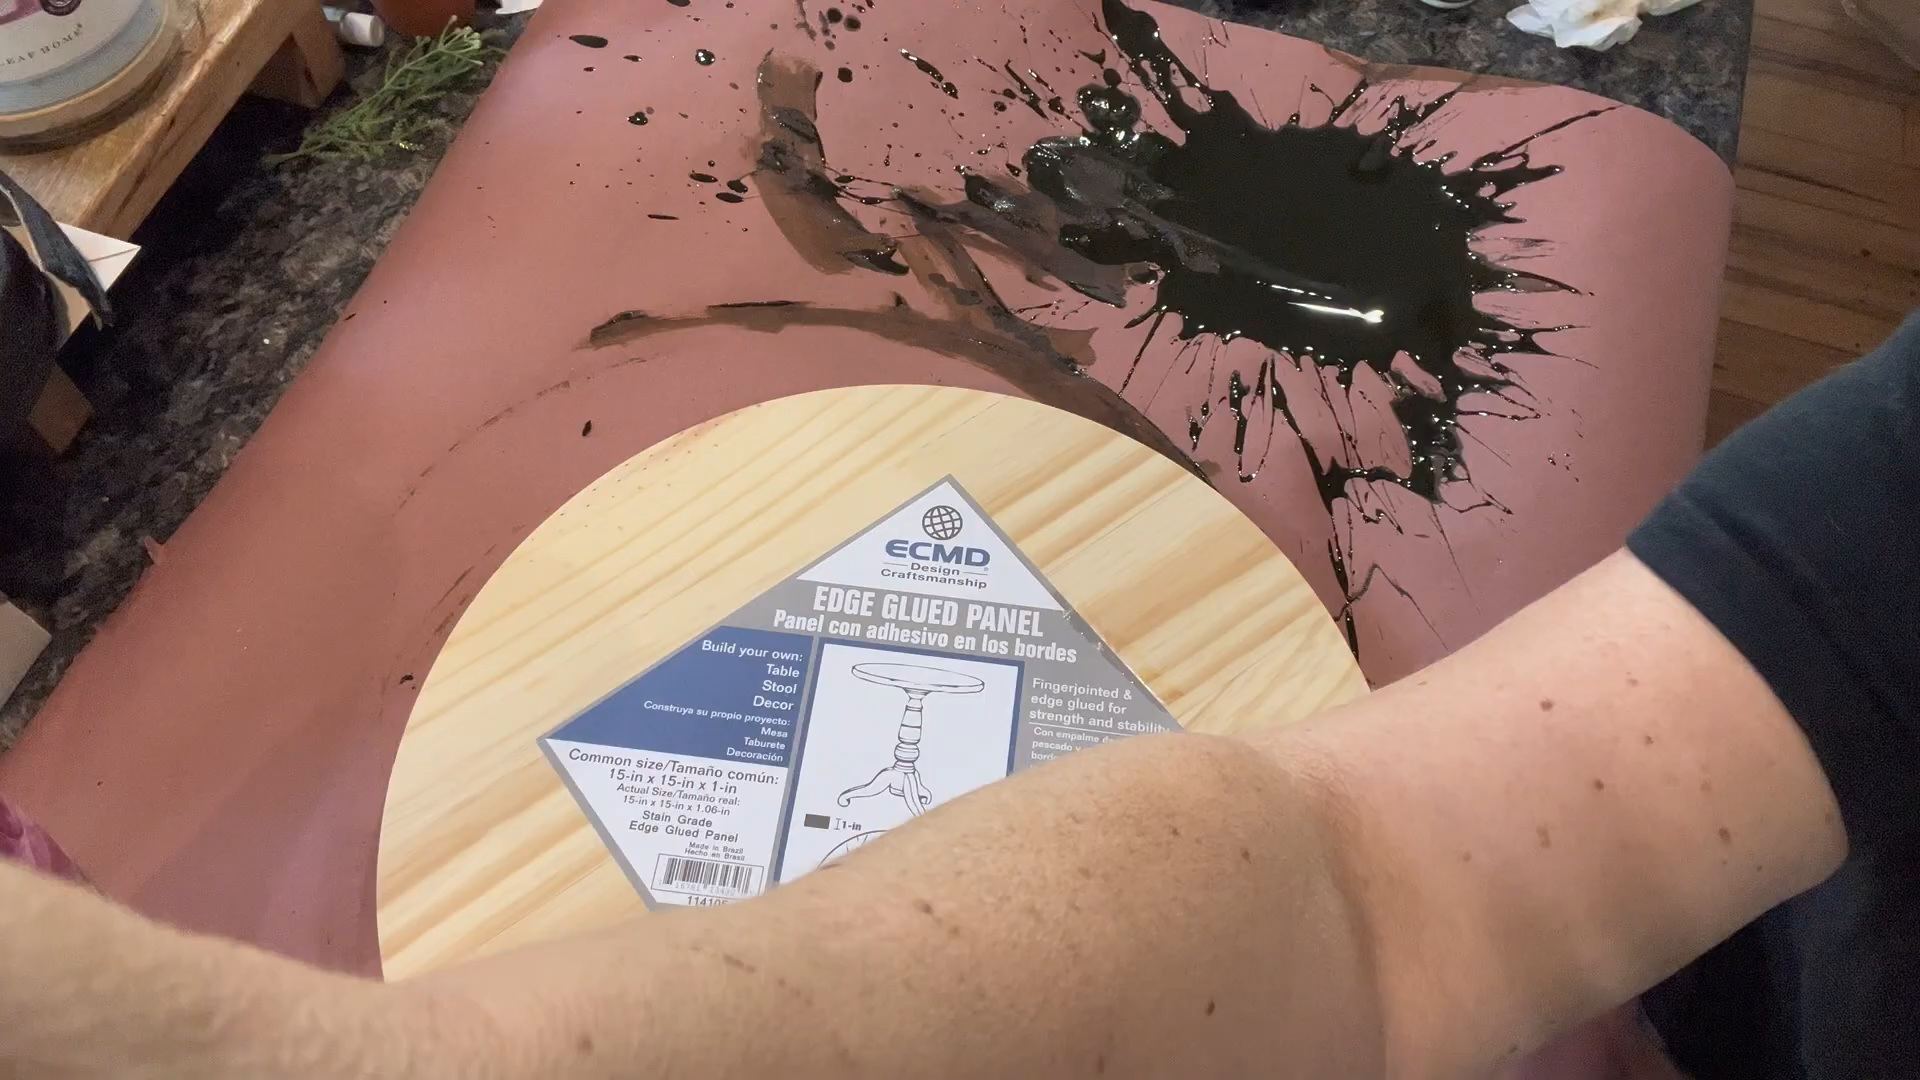 LEAF HOME
ECMD
Design
Craftsmanship
EDGE GLUED PANEL
Panel con adhesivo en los bordes
Build your own:
Table
Stool
Decor
Construya su propio proyecto:
Mesa
Taburete
Decoración
Fingerjointed &
edge glued for
strength and stability
Con empalme de
pescado y
Common size/Tamaño común:
15-in x 15-in x 1-in
Actual Size/Tamaño real:
15-in x 15-in x 1.06-in
Stain Grade
Edge Glued Panel
Made in Brazil
Hecho en Brasil
1-in